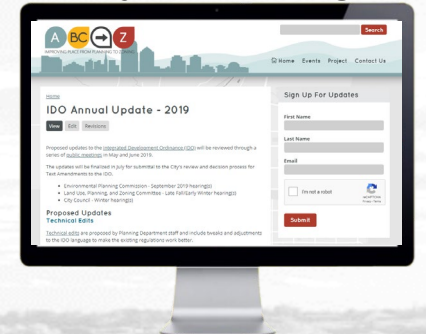 A BC Z
IMPROVING PLACE FROM PLANNING TO ZONING
Search
Home Events Project Contact Us
Home
IDO Annual Update - 2019
View Edit Revisions
Proposed updates to the Integrated Development Ordinance (IDO) will be reviewed through a
series of public meetings in May and June 2019.
The updates will be finalized in July for submittal to the City's review and decision process for
Text Amendments to the IDO.
• Environmental Planning Commission - September 2019 hearing(s)
• Land Use, Planning, and Zoning Committee - Late Fall/Early Winter hearing(s)
• City Council - Winter hearing(s)
Proposed Updates
Technical Edits
Technical edits are proposed by Planning Department staff and include tweaks and adjustments
to the IDO language to make the existing regulations work better.
Sign Up For Updates
First Name
Last Name
Email
I'm not a robot
reCAPTCHA
Privacy - Terms
Submit